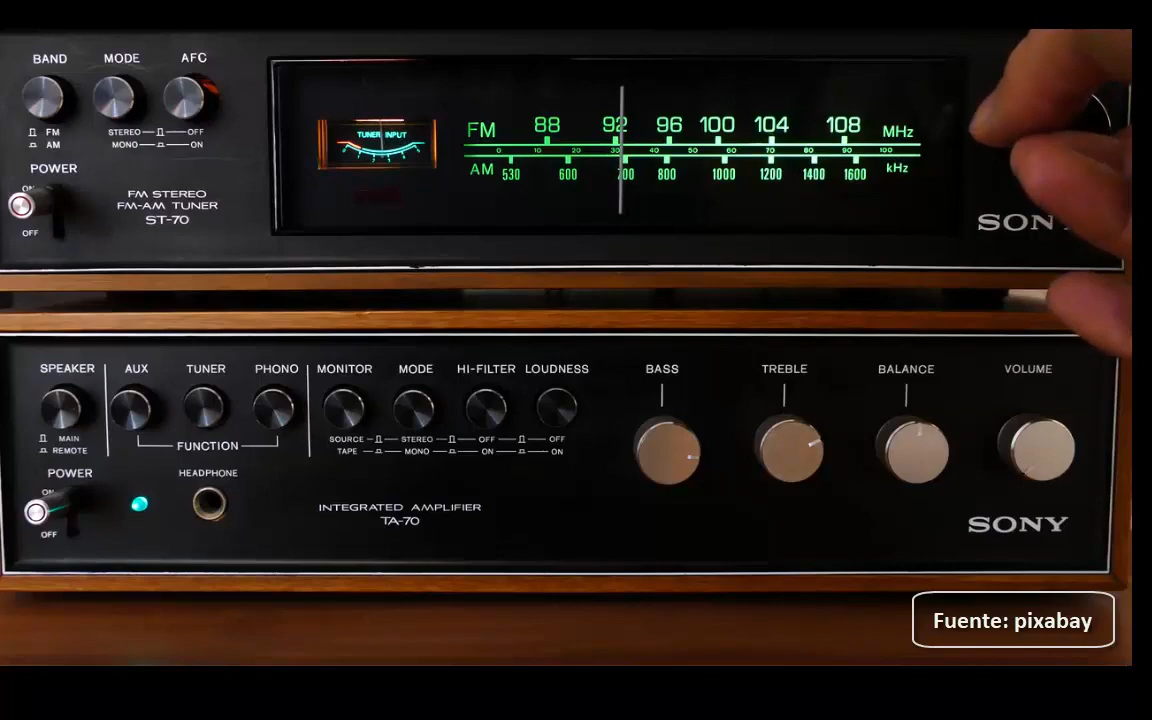 BAND MODE AFC
FM STEREO OFF
AM MONO ON
POWER
ON
OFF
FM STEREO
FM-AM TUNER
ST-70
TUNER INPUT
FM 88 92 96 100 104 108 MHz
0 10 20 30 40 50 60 70 80 90 100
AM 530 600 700 800 1000 1200 1400 1600 kHz
SONY
SPEAKER AUX TUNER PHONO MONITOR MODE HI-FILTER LOUDNESS BASS TREBLE BALANCE VOLUME
MAIN FUNCTION SOURCE STEREO OFF OFF
REMOTE TAPE MONO ON ON
POWER HEADPHONE
ON
OFF
INTEGRATED AMPLIFIER
TA-70
SONY
Fuente: pixabay